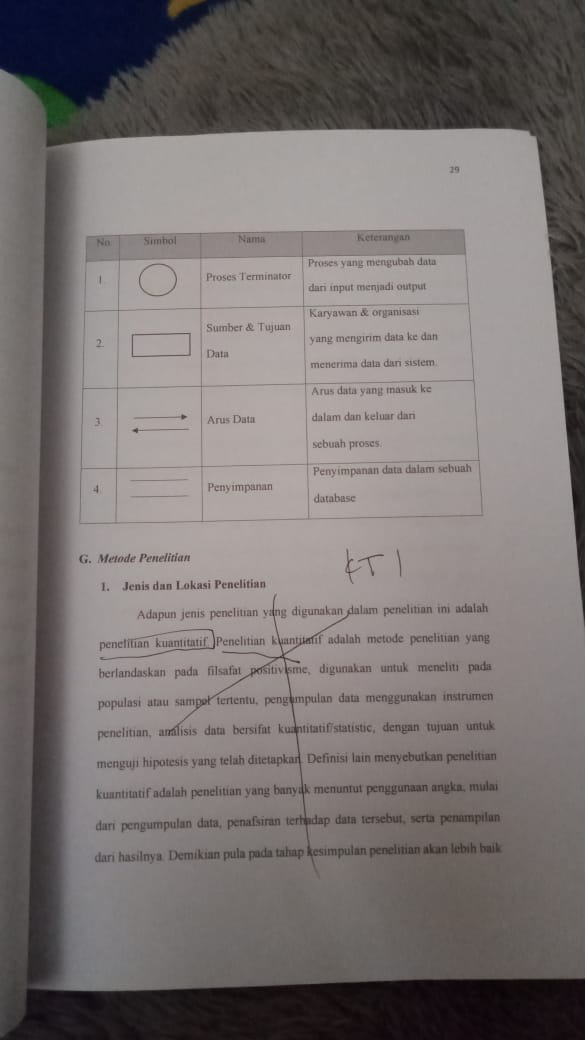 29
No. Simbol Nama Keterangan
1. Proses Terminator Proses yang mengubah data
dari input menjadi output
2. Sumber & Tujuan Data Karyawan & organisasi
yang mengirim data ke dan
menerima data dari sistem.
3. Arus Data Arus data yang masuk ke
dalam dan keluar dari
sebuah proses.
4. Penyimpanan Penyimpanan data dalam sebuah
database
G. Metode Penelitian
1. Jenis dan Lokasi Penelitian
Adapun jenis penelitian yang digunakan dalam penelitian ini adalah
penelitian kuantitatif. Penelitian kuantitatif adalah metode penelitian yang
berlandaskan pada filsafat positivisme, digunakan untuk meneliti pada
populasi atau sampel tertentu, pengumpulan data menggunakan instrumen
penelitian, analisis data bersifat kuantitatif/statistic, dengan tujuan untuk
menguji hipotesis yang telah ditetapkan. Definisi lain menyebutkan penelitian
kuantitatif adalah penelitian yang banyak menuntut penggunaan angka, mulai
dari pengumpulan data, penafsiran terhadap data tersebut, serta penampilan
dari hasilnya. Demikian pula pada tahap kesimpulan penelitian akan lebih baik